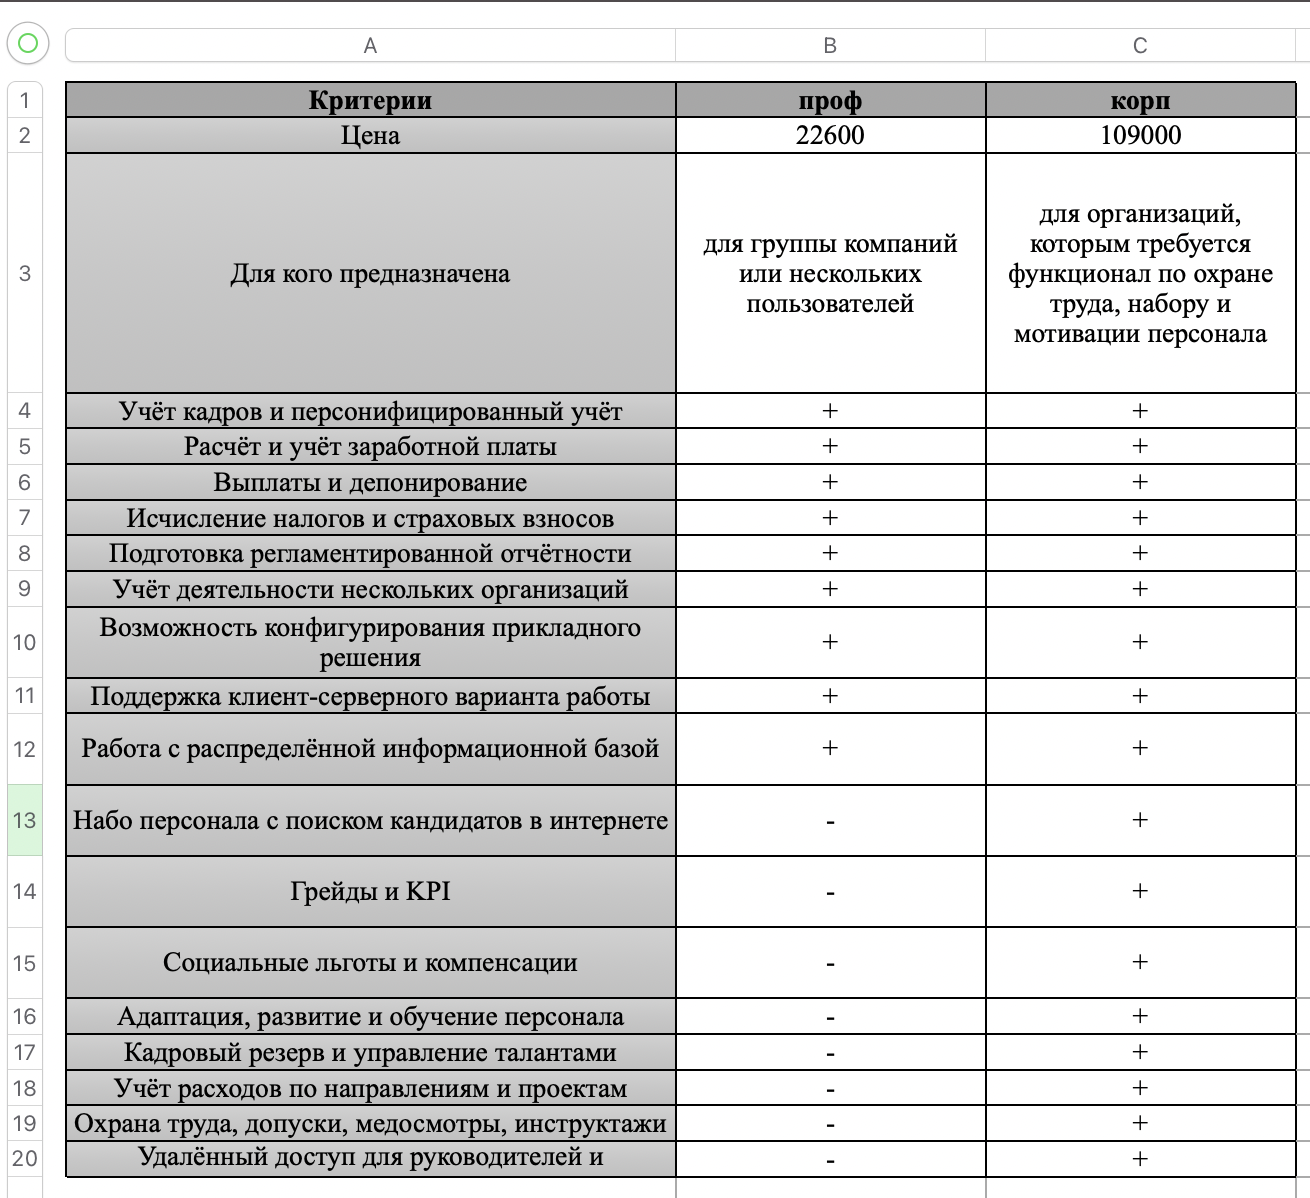 A B C
1 Критерии проф корп
2 Цена 22600 109000
3 Для кого предназначена
для группы компаний
или нескольких
пользователей
для организаций,
которым требуется
функционал по охране
труда, набору и
мотивации персонала
4 Учёт кадров и персонифицированный учёт + +
5 Расчёт и учёт заработной платы + +
6 Выплаты и депонирование + +
7 Исчисление налогов и страховых взносов + +
8 Подготовка регламентированной отчётности + +
9 Учёт деятельности нескольких организаций + +
10 Возможность конфигурирования прикладного
решения + +
11 Поддержка клиент-серверного варианта работы + +
12 Работа с распределённой информационной базой + +
13 Набо персонала с поиском кандидатов в интернете - +
14 Грейды и KPI - +
15 Социальные льготы и компенсации - +
16 Адаптация, развитие и обучение персонала - +
17 Кадровый резерв и управление талантами - +
18 Учёт расходов по направлениям и проектам - +
19 Охрана труда, допуски, медосмотры, инструктажи - +
20 Удалённый доступ для руководителей и - +